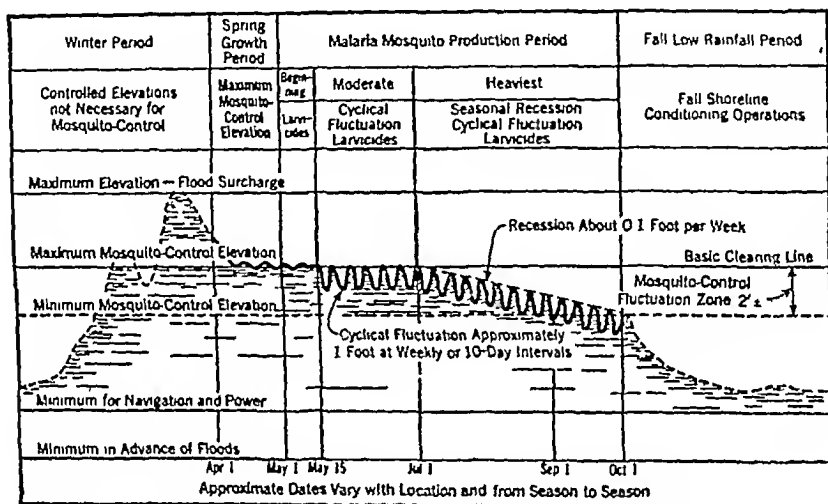 Winter Period
Spring
Growth
Period
Malaria Mosquito Production Period
Fall Low Rainfall Period
Controlled Elevations
not Necessary for
Mosquito-Control
Maximum
Mosquito-
Control
Elevation
Begin-
ning
Larvi-
cides
Moderate
Cyclical
Fluctuation
Larvicides
Heaviest
Seasonal Recession
Cyclical Fluctuation
Larvicides
Fall Shoreline
Conditioning Operations
Maximum Elevation – Flood Surcharge
Recession About 0.1 Foot per Week
Maximum Mosquito-Control Elevation
Basic Clearing Line
Mosquito-Control
Fluctuation Zone 2'±
Minimum Mosquito-Control Elevation
Cyclical Fluctuation Approximately
1 Foot at Weekly or 10-Day Intervals
Minimum for Navigation and Power
Minimum in Advance of Floods
Apr 1 May 1 May 15 Jul 1 Sep 1 Oct 1
Approximate Dates Vary with Location and from Season to Season